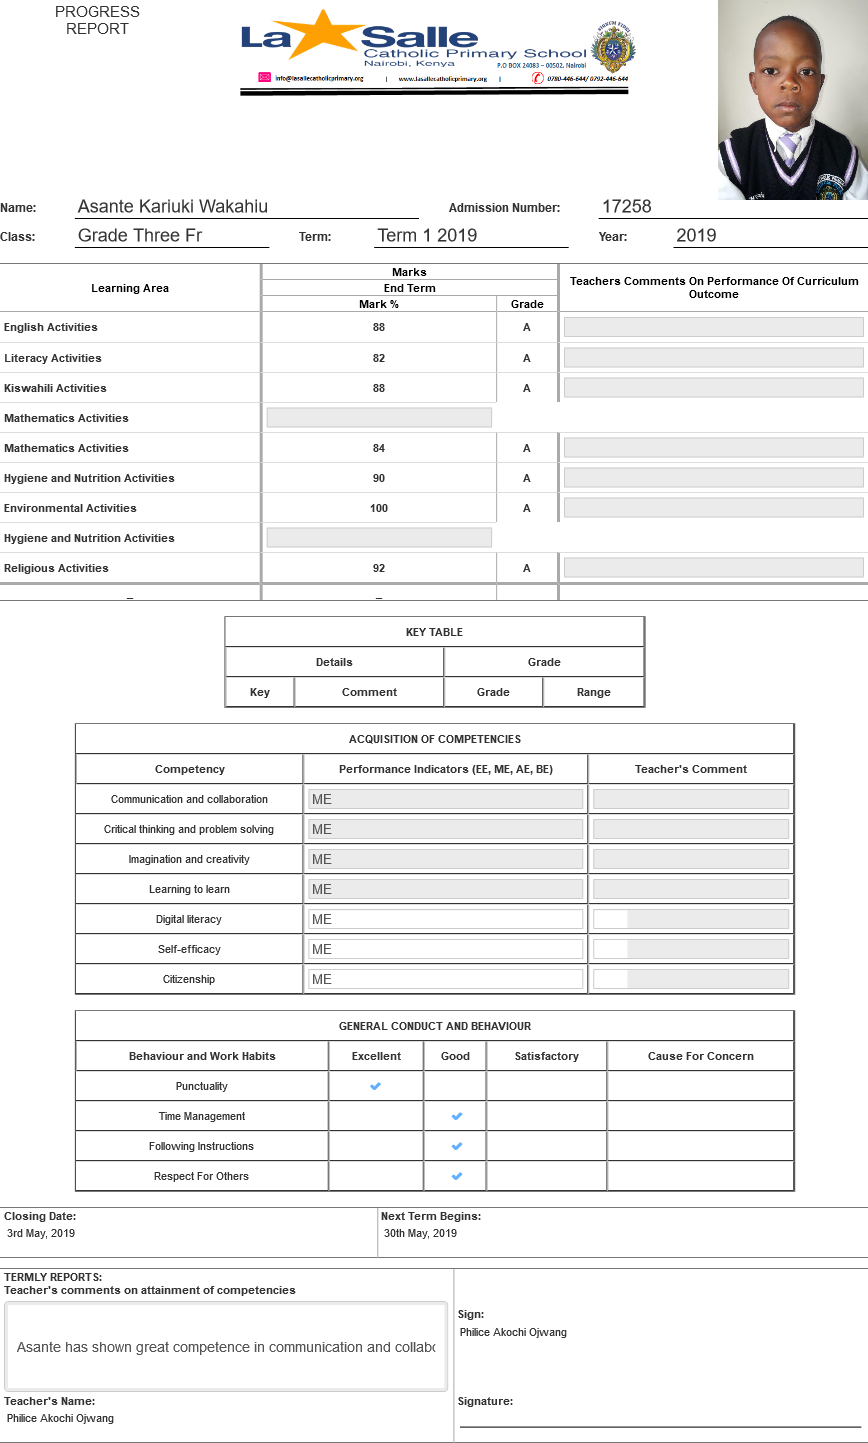 PROGRESS
REPORT
La Salle
Catholic Primary School
Nairobi, Kenya
P.O BOX 24083 – 00502, Nairobi
info@lasallecatholicprimary.org | www.lasallecatholicprimary.org | 0780-446-644/ 0792-446-644
Name: Asante Kariuki Wakahiu Admission Number: 17258
Class: Grade Three Fr Term: Term 1 2019 Year: 2019
Learning Area Marks Teachers Comments On Performance Of Curriculum Outcome
End Term
Mark % Grade
English Activities 88 A
Literacy Activities 82 A
Kiswahili Activities 88 A
Mathematics Activities
Mathematics Activities 84 A
Hygiene and Nutrition Activities 90 A
Environmental Activities 100 A
Hygiene and Nutrition Activities
Religious Activities 92 A
_ _
KEY TABLE
Details Grade
Key Comment Grade Range
ACQUISITION OF COMPETENCIES
Competency Performance Indicators (EE, ME, AE, BE) Teacher's Comment
Communication and collaboration ME
Critical thinking and problem solving ME
Imagination and creativity ME
Learning to learn ME
Digital literacy ME
Self-efficacy ME
Citizenship ME
GENERAL CONDUCT AND BEHAVIOUR
Behaviour and Work Habits Excellent Good Satisfactory Cause For Concern
Punctuality
Time Management
Following Instructions
Respect For Others
Closing Date: Next Term Begins:
3rd May, 2019 30th May, 2019
TERMLY REPORTS:
Teacher's comments on attainment of competencies
Asante has shown great competence in communication and
Sign:
Philice Akochi Ojwang
Teacher's Name:
Philice Akochi Ojwang
Signature: